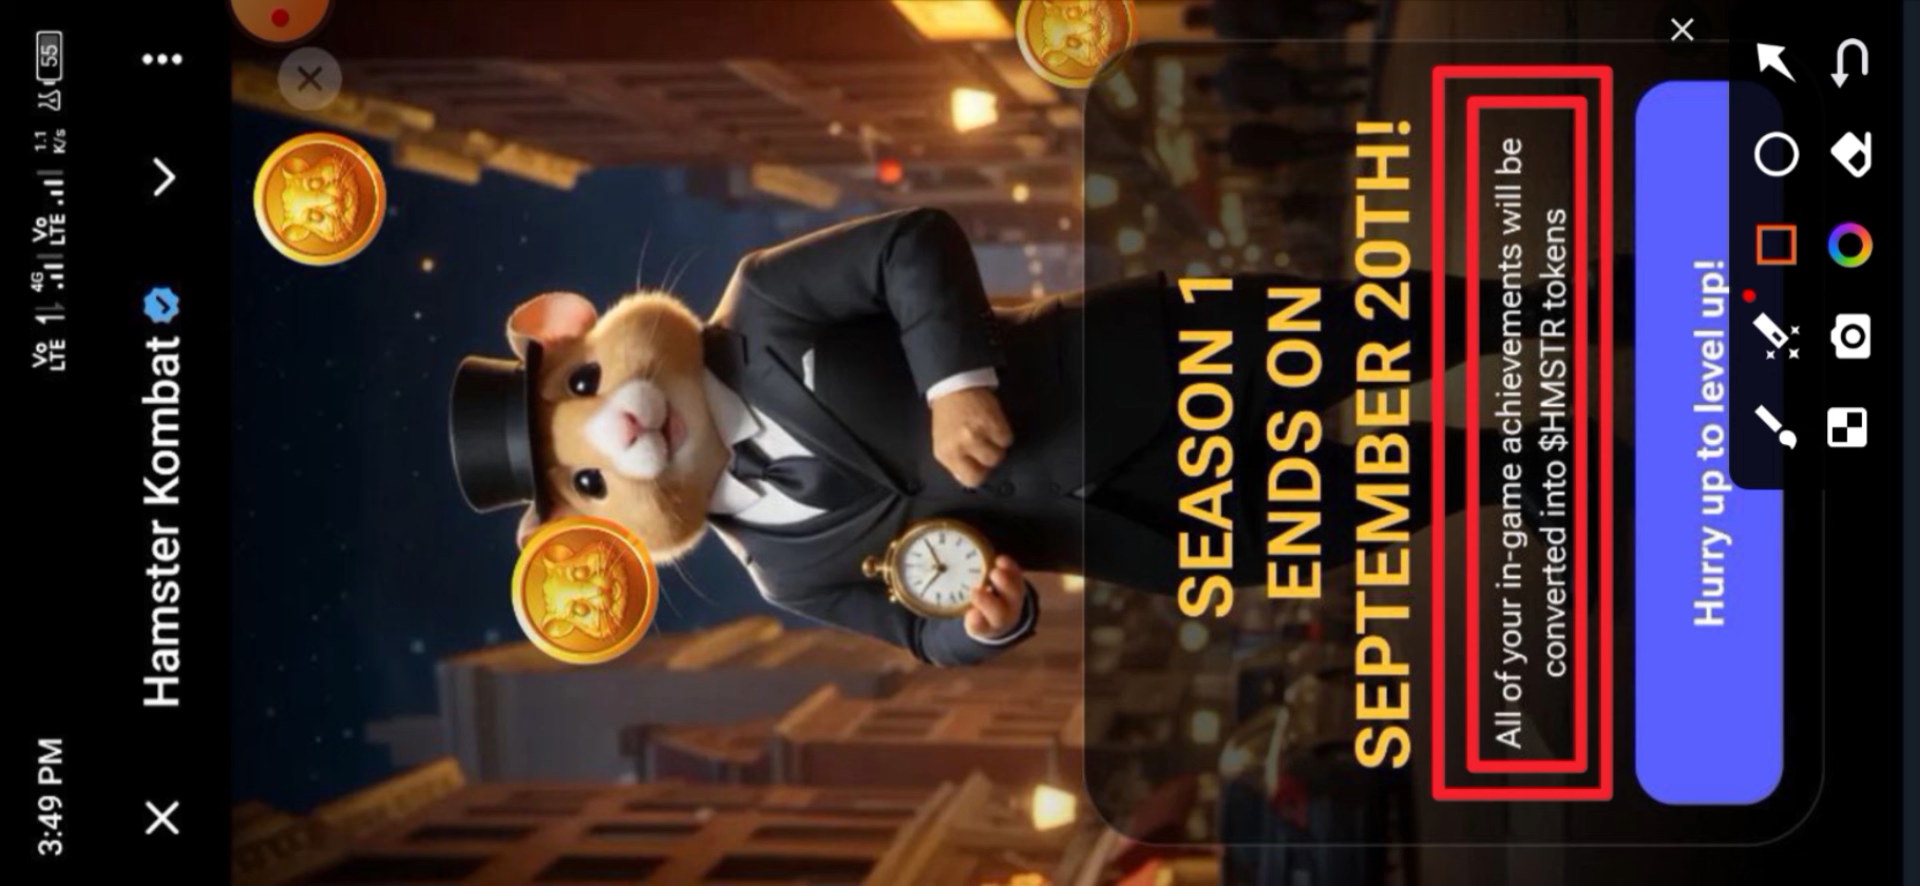 3:49 PM
Vo LTE 4G Vo LTE 1.1 K/s 55
Hamster Kombat
SEASON 1
ENDS ON
SEPTEMBER 20TH!
All of your in-game achievements will be
converted into $HMSTR tokens
Hurry up to level up!